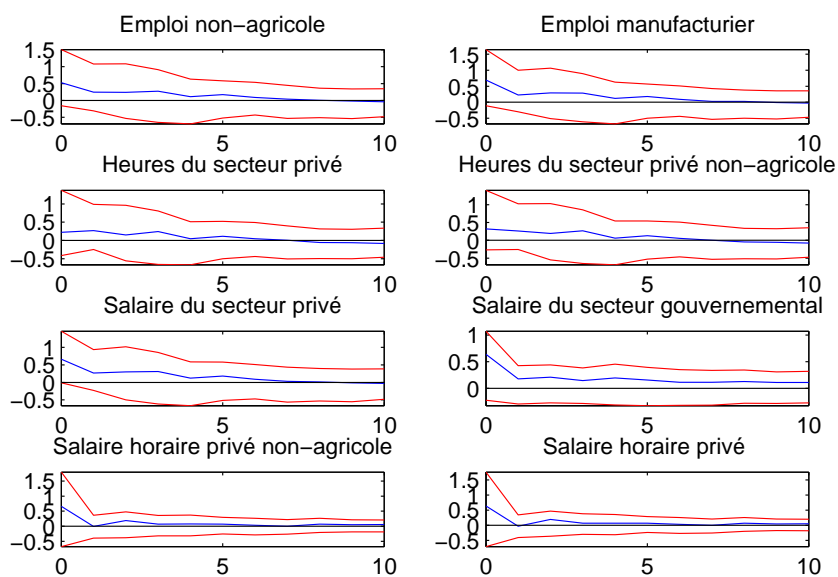 Emploi non−agricole
1.5
1
0.5
0
−0.5
0 5 10
Emploi manufacturier
1.5
1
0.5
0
−0.5
0 5 10
Heures du secteur privé
1
0.5
0
−0.5
0 5 10
Heures du secteur privé non−agricole
1
0.5
0
−0.5
0 5 10
Salaire du secteur privé
1
0.5
0
−0.5
0 5 10
Salaire du secteur gouvernemental
1
0.5
0
0 5 10
Salaire horaire privé non−agricole
1.5
1
0.5
0
−0.5
0 5 10
Salaire horaire privé
1.5
1
0.5
0
−0.5
0 5 10